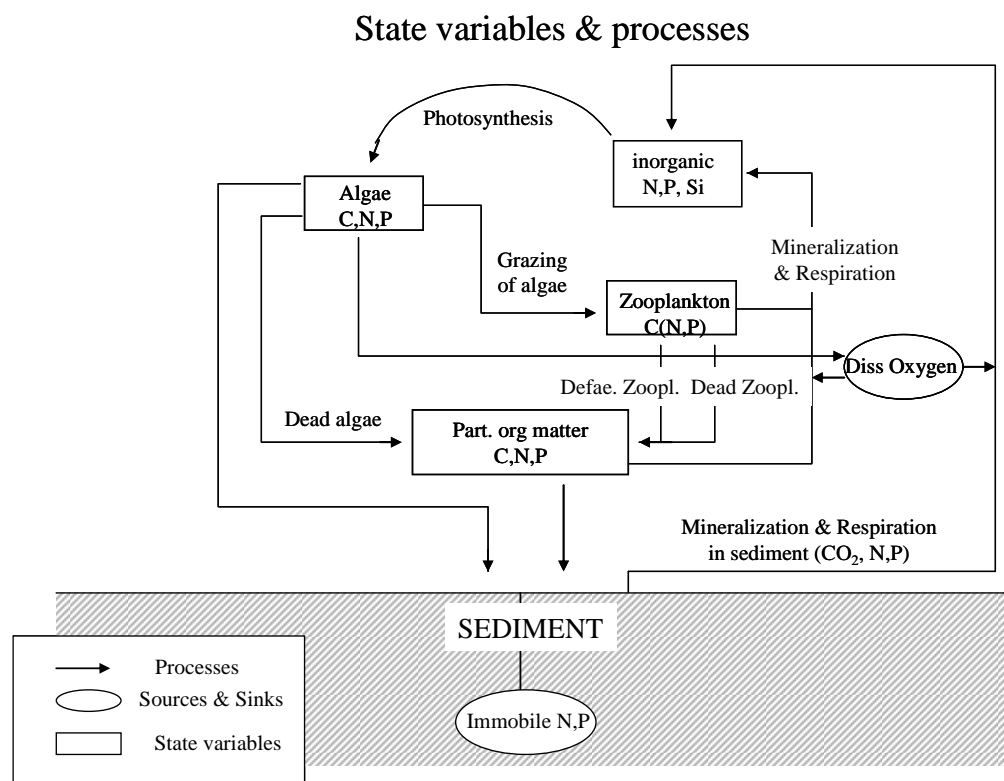 State variables & processes
Photosynthesis
inorganic
N,P, Si
Algae
C,N,P
Mineralization
& Respiration
Grazing
of algae
Zooplankton
C(N,P)
Diss Oxygen
Defae. Zoopl.
Dead Zoopl.
Dead algae
Part. org matter
C,N,P
Mineralization & Respiration
in sediment (CO₂, N,P)
SEDIMENT
Processes
Sources & Sinks
Immobile N,P
State variables